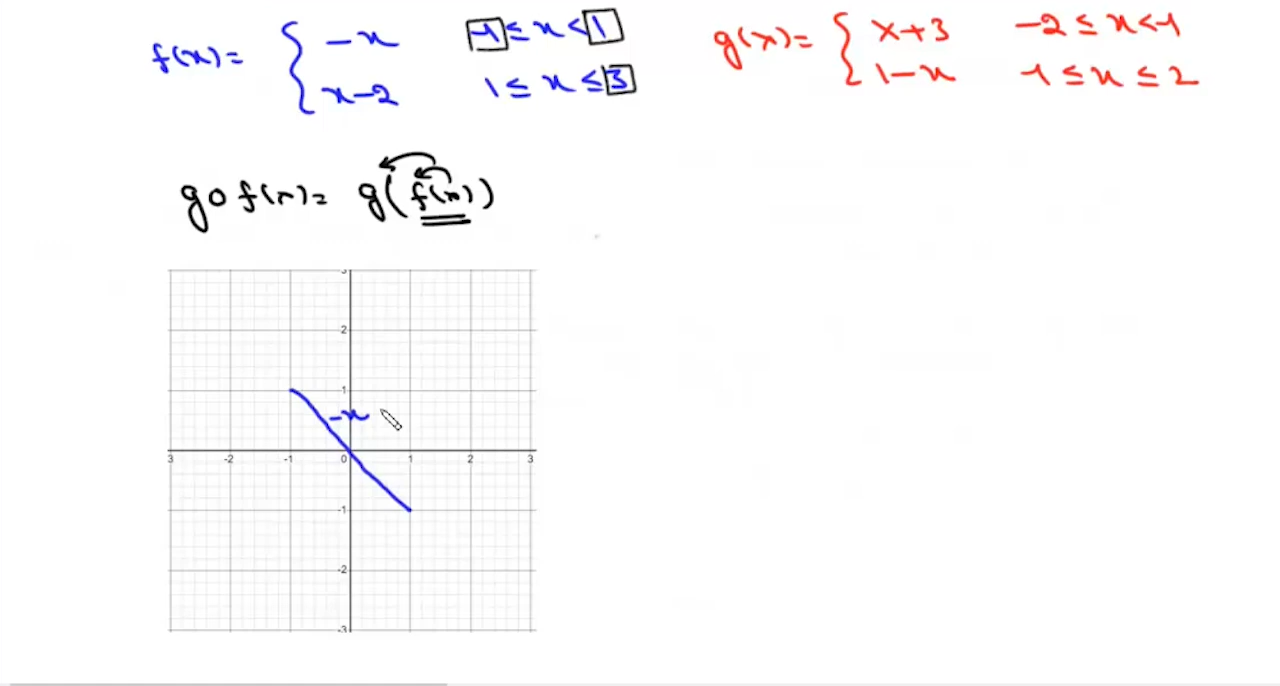 f(x)= { -x -1 ≤ x < 1
x-2 1 ≤ x ≤ 3
g(x)= { x+3 -2 ≤ x < -1
1-x -1 ≤ x ≤ 2
gof(x)= g(f(x))
3
2
1
-x
3 -2 -1 0 1 2 3
-1
-2
-3